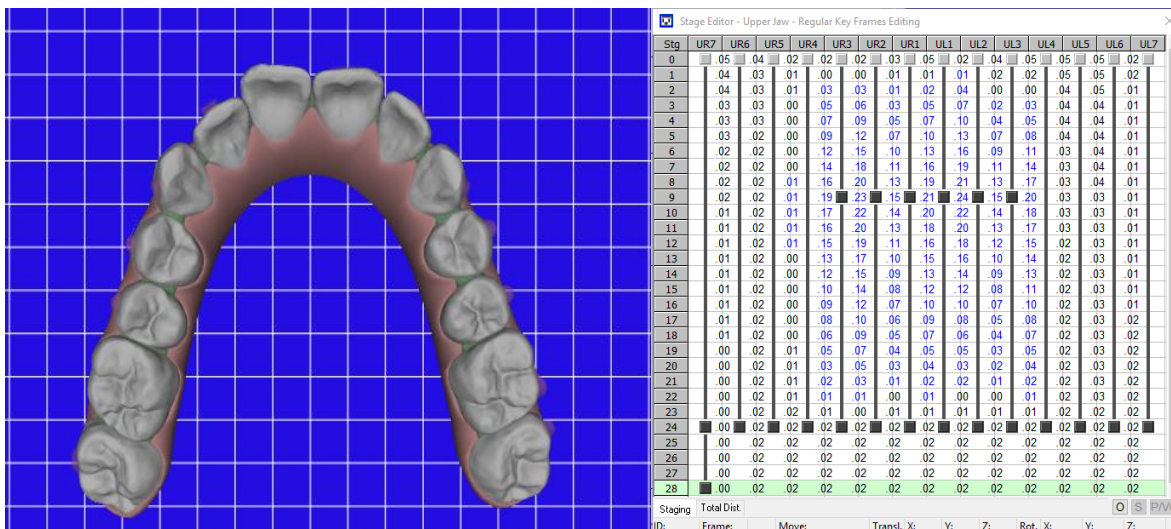 Stage Editor - Upper Jaw - Regular Key Frames Editing
Stg UR7 UR6 UR5 UR4 UR3 UR2 UR1 UL1 UL2 UL3 UL4 UL5 UL6 UL7
0 .05 .04 .02 .02 .02 .03 .05 .02 .04 .05 .05 .05 .02
1 .04 .03 .01 .00 .00 .01 .01 .01 .02 .02 .05 .05 .02
2 .04 .03 .01 .03 .03 .01 .02 .04 .00 .00 .04 .05 .01
3 .03 .03 .00 .05 .06 .03 .05 .07 .02 .03 .04 .04 .01
4 .03 .03 .00 .07 .09 .05 .07 .10 .04 .05 .04 .04 .01
5 .03 .02 .00 .09 .12 .07 .10 .13 .07 .08 .03 .04 .01
6 .02 .02 .00 .12 .15 .10 .13 .16 .09 .11 .03 .04 .01
7 .02 .02 .00 .14 .18 .11 .16 .19 .11 .14 .03 .04 .01
8 .02 .02 .01 .16 .20 .13 .19 .21 .13 .17 .03 .04 .01
9 .02 .02 .01 .19 .23 .15 .21 .24 .15 .20 .03 .03 .01
10 .01 .02 .01 .17 .22 .14 .20 .22 .14 .18 .03 .03 .01
11 .01 .02 .01 .16 .20 .13 .18 .20 .13 .17 .03 .03 .01
12 .01 .02 .01 .15 .19 .11 .16 .18 .12 .15 .02 .03 .01
13 .01 .02 .00 .13 .17 .10 .15 .16 .10 .14 .02 .03 .01
14 .01 .02 .00 .12 .15 .09 .13 .14 .09 .13 .02 .03 .01
15 .01 .02 .00 .10 .14 .08 .12 .12 .08 .11 .02 .03 .01
16 .01 .02 .00 .09 .12 .07 .10 .10 .07 .10 .02 .03 .01
17 .01 .02 .00 .08 .10 .06 .09 .08 .05 .08 .02 .03 .02
18 .01 .02 .00 .06 .09 .05 .07 .06 .04 .07 .02 .03 .02
19 .00 .02 .01 .05 .07 .04 .05 .05 .03 .05 .02 .03 .02
20 .00 .02 .01 .03 .05 .03 .04 .03 .02 .04 .02 .03 .02
21 .00 .02 .01 .02 .03 .01 .02 .02 .01 .02 .02 .03 .02
22 .00 .02 .01 .01 .01 .00 .01 .00 .00 .01 .02 .03 .02
23 .00 .02 .02 .01 .00 .01 .01 .01 .01 .01 .02 .02 .02
24 .00 .02 .02 .02 .02 .02 .02 .02 .02 .02 .02 .02 .02
25 .00 .02 .02 .02 .02 .02 .02 .02 .02 .02 .02 .02 .02
26 .00 .02 .02 .02 .02 .02 .02 .02 .02 .02 .02 .02 .02
27 .00 .02 .02 .02 .02 .02 .02 .02 .02 .02 .02 .02 .02
28 .00 .02 .02 .02 .02 .02 .02 .02 .02 .02 .02 .02 .02
Staging Total Dist. O S P/V
ID: Frame: Move: Transl. X: Y: Z: Rot. X: Y: Z: